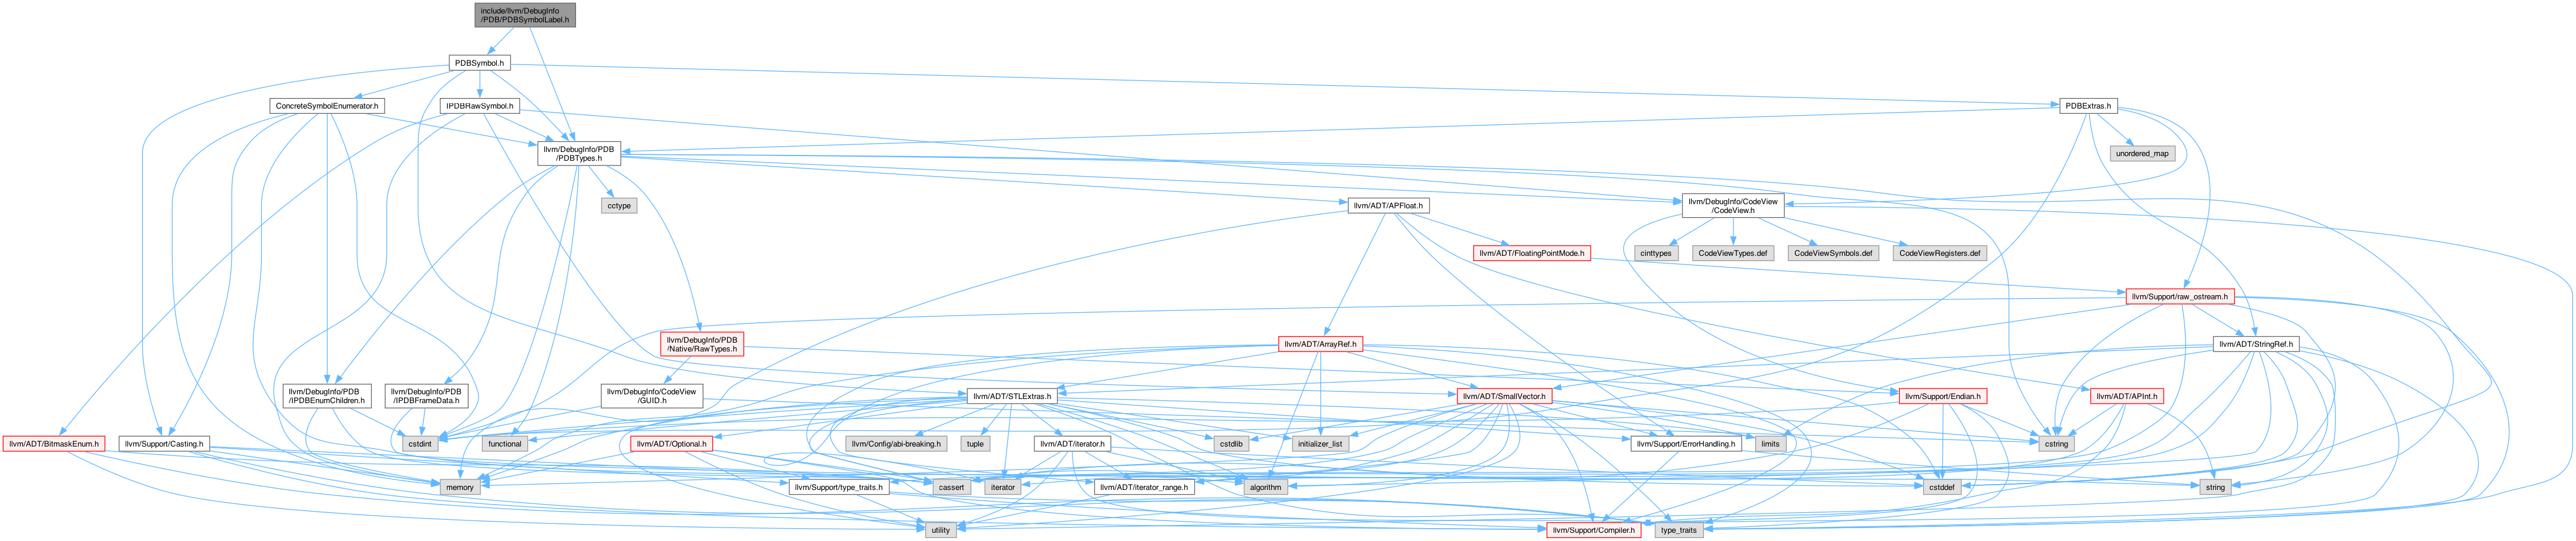 include/llvm/DebugInfo
/PDB/PDBSymbolLabel.h
PDBSymbol.h
ConcreteSymbolEnumerator.h
IPDBRawSymbol.h
PDBExtras.h
llvm/DebugInfo/PDB
/PDBTypes.h
unordered_map
cctype
llvm/ADT/APFloat.h
llvm/DebugInfo/CodeView
/CodeView.h
llvm/ADT/FloatingPointMode.h
cinttypes
CodeViewTypes.def
CodeViewSymbols.def
CodeViewRegisters.def
llvm/Support/raw_ostream.h
llvm/DebugInfo/PDB
/Native/RawTypes.h
llvm/ADT/ArrayRef.h
llvm/ADT/StringRef.h
llvm/DebugInfo/PDB
/IPDBEnumChildren.h
llvm/DebugInfo/PDB
/IPDBFrameData.h
llvm/DebugInfo/CodeView
/GUID.h
llvm/ADT/STLExtras.h
llvm/ADT/SmallVector.h
llvm/Support/Endian.h
llvm/ADT/APInt.h
llvm/ADT/BitmaskEnum.h
llvm/Support/Casting.h
cstdint
functional
llvm/ADT/Optional.h
llvm/Config/abi-breaking.h
tuple
llvm/ADT/iterator.h
cstdlib
initializer_list
llvm/Support/ErrorHandling.h
limits
cstring
memory
llvm/Support/type_traits.h
cassert
iterator
llvm/ADT/iterator_range.h
algorithm
cstddef
string
utility
llvm/Support/Compiler.h
type_traits